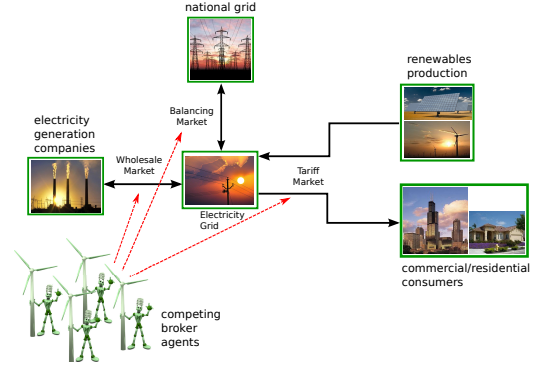 national grid
renewables
production
Balancing
Market
electricity
generation
companies
Wholesale
Market
Tariff
Market
Electricity
Grid
commercial/residential
consumers
competing
broker
agents